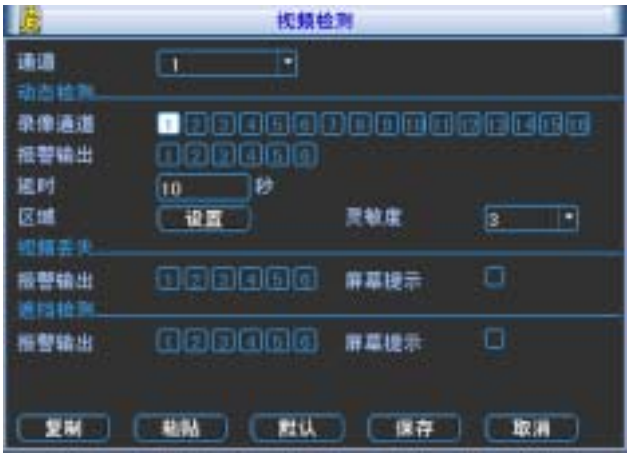 视频检测
通道 1
动态检测
录像通道 1 2 3 4 5 6 7 8 9 10 11 12 13 14 15 16
报警输出 1 2 3 4 5 6
延时 10 秒
区域 设置 灵敏度 3
视频丢失
报警输出 1 2 3 4 5 6 屏幕提示
遮挡检测
报警输出 1 2 3 4 5 6 屏幕提示
复制 粘贴 默认 保存 取消